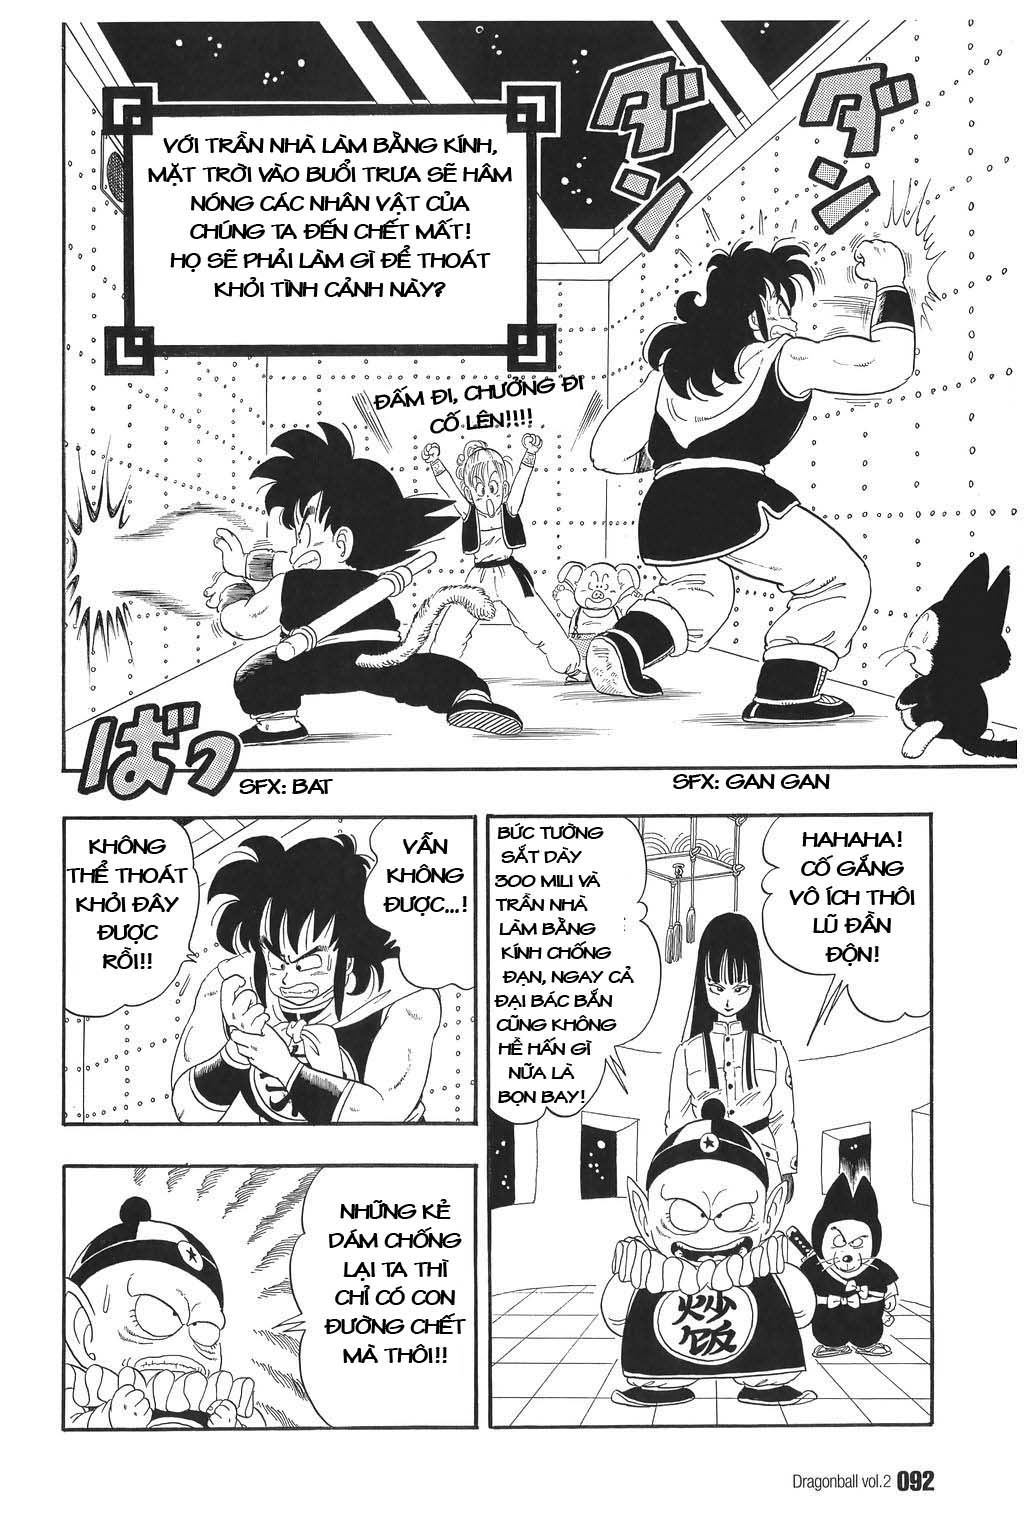 VỚI TRẦN NHÀ LÀM BẰNG KÍNH,
MẶT TRỜI VÀO BUỔI TRƯA SẼ HÂM
NÓNG CÁC NHÂN VẬT CỦA
CHÚNG TA ĐẾN CHẾT MẤT!
HỌ SẼ PHẢI LÀM GÌ ĐỂ THOÁT
KHỎI TÌNH CẢNH NÀY?
ダン
ダン
ĐẤM ĐI, CHƯỞNG ĐI
CỐ LÊN!!!!
ばっ
SFX: BAT
SFX: GAN GAN
KHÔNG
THỂ THOÁT
KHỎI ĐÂY
ĐƯỢC
RỒI!!
VẪN
KHÔNG
ĐƯỢC...!
BỨC TƯỜNG
SẮT DÀY
300 MILI VÀ
TRẦN NHÀ
LÀM BẰNG
KÍNH CHỐNG
ĐẠN, NGAY CẢ
ĐẠI BÁC BẮN
CŨNG KHÔNG
HỀ HẤN GÌ
NỮA LÀ
BỌN BAY!
HAHAHA!
CỐ GẮNG
VÔ ÍCH THÔI
LŨ ĐẦN
ĐỘN!
炒
飯
NHỮNG KẺ
DÁM CHỐNG
LẠI TA THÌ
CHỈ CÓ CON
ĐƯỜNG CHẾT
MÀ THÔI!!
Dragonball vol.2 092